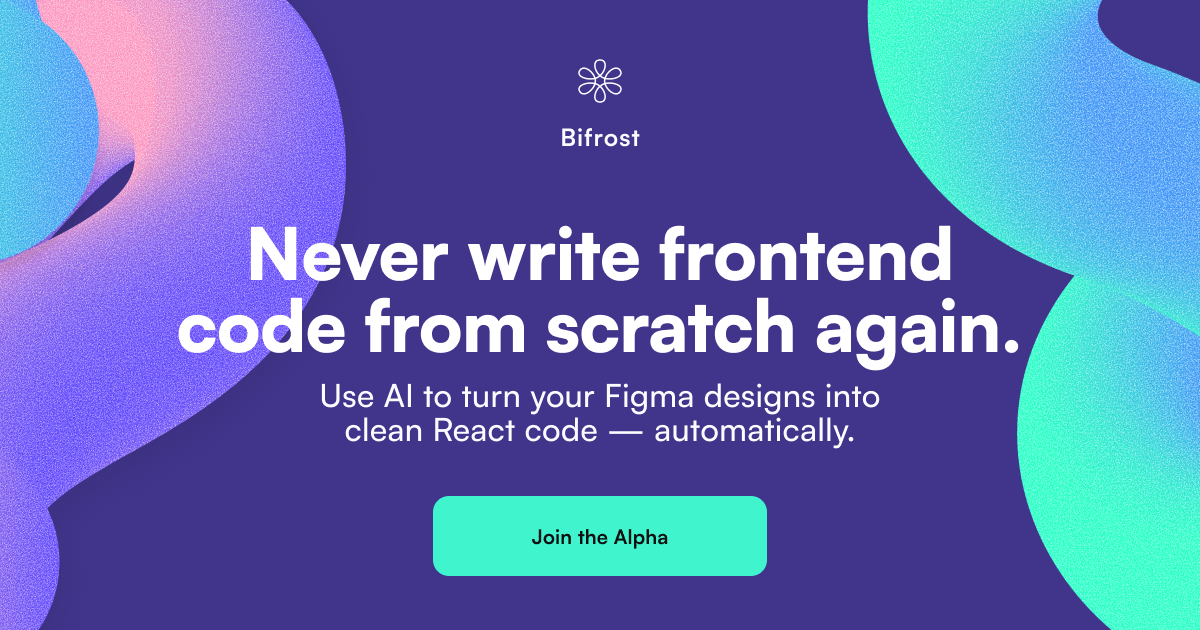 Bifrost
Never write frontend
code from scratch again.
Use AI to turn your Figma designs into
clean React code — automatically.
Join the Alpha